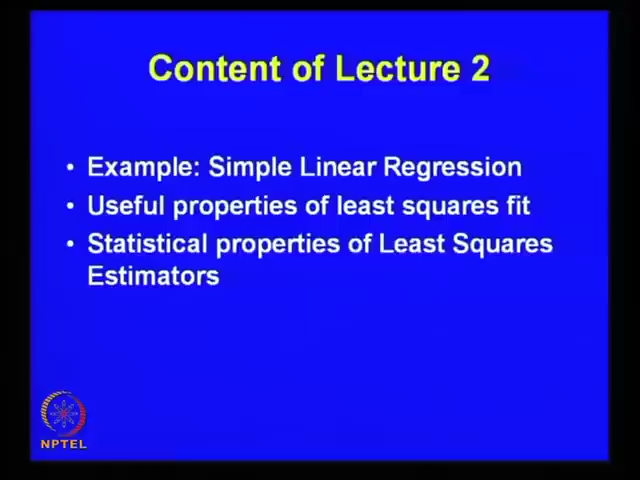 Content of Lecture 2
• Example: Simple Linear Regression
• Useful properties of least squares fit
• Statistical properties of Least Squares
Estimators
NPTEL